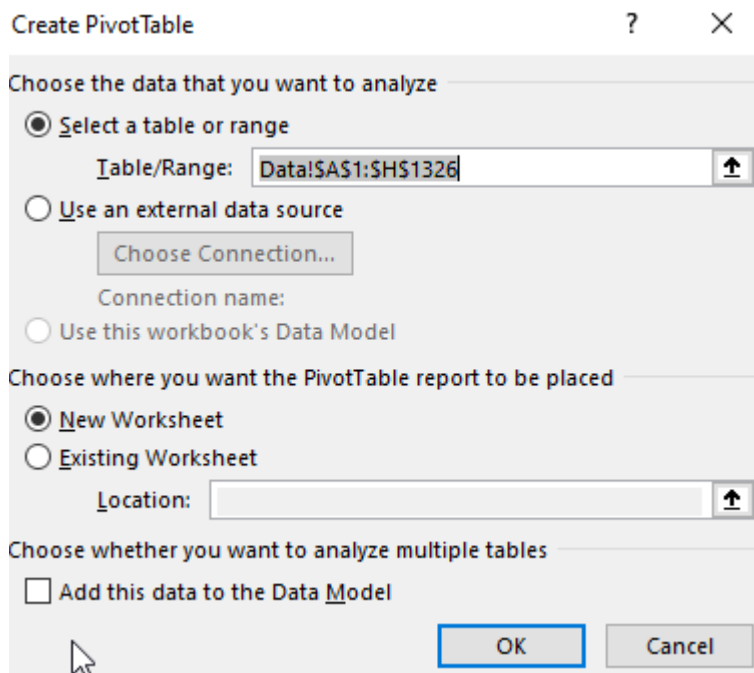 Create PivotTable ? ×
Choose the data that you want to analyze
Select a table or range
Table/Range: Data!$A$1:$H$1326
Use an external data source
Choose Connection...
Connection name:
Use this workbook's Data Model
Choose where you want the PivotTable report to be placed
New Worksheet
Existing Worksheet
Location:
Choose whether you want to analyze multiple tables
Add this data to the Data Model
OK Cancel